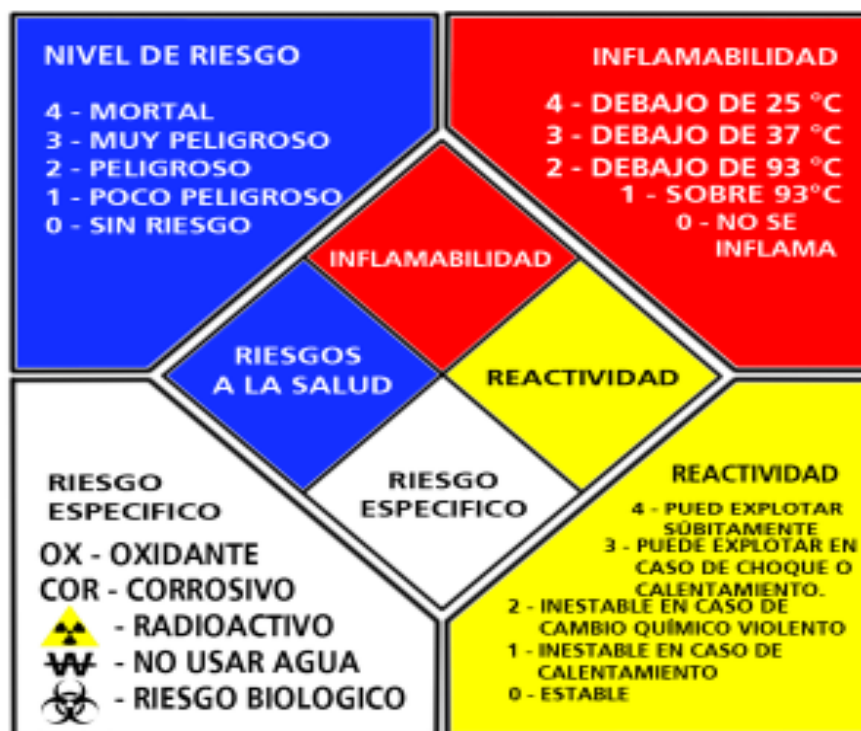 NIVEL DE RIESGO
4 - MORTAL
3 - MUY PELIGROSO
2 - PELIGROSO
1 - POCO PELIGROSO
0 - SIN RIESGO
INFLAMABILIDAD
4 - DEBAJO DE 25 °C
3 - DEBAJO DE 37 °C
2 - DEBAJO DE 93 °C
1 - SOBRE 93°C
0 - NO SE
INFLAMA
INFLAMABILIDAD
RIESGOS
A LA SALUD
REACTIVIDAD
RIESGO
ESPECIFICO
RIESGO
ESPECIFICO
OX - OXIDANTE
COR - CORROSIVO
- RADIOACTIVO
W - NO USAR AGUA
- RIESGO BIOLOGICO
REACTIVIDAD
4 - PUED EXPLOTAR
SÚBITAMENTE
3 - PUEDE EXPLOTAR EN
CASO DE CHOQUE O
CALENTAMIENTO.
2 - INESTABLE EN CASO DE
CAMBIO QUÍMICO VIOLENTO
1 - INESTABLE EN CASO DE
CALENTAMIENTO
0 - ESTABLE